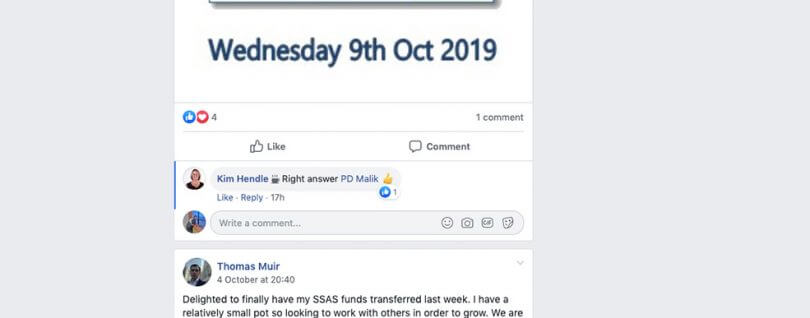 Wednesday 9th Oct 2019
4
1 comment
Like
Comment
Kim Hendle ☕ Right answer PD Malik 👍
1
Like · Reply · 17h
Write a comment...
GIF
Thomas Muir
4 October at 20:40
Delighted to finally have my SSAS funds transferred last week. I have a
relatively small pot so looking to work with others in order to grow. We are